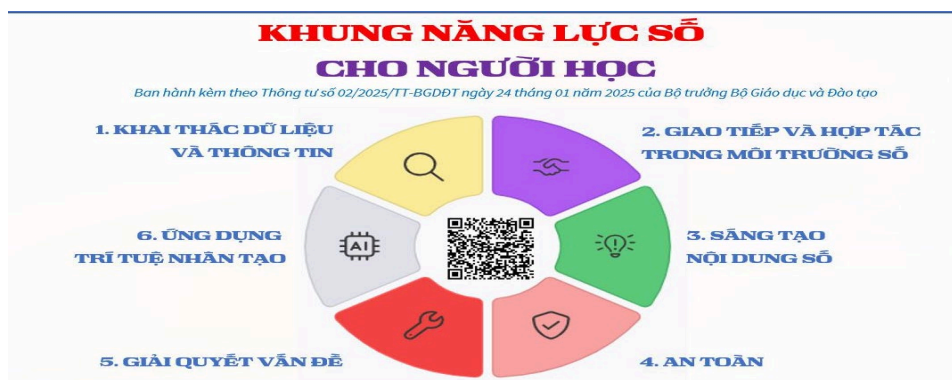 KHUNG NĂNG LỰC SỐ
CHO NGƯỜI HỌC
Ban hành kèm theo Thông tư số 02/2025/TT-BGDĐT ngày 24 tháng 01 năm 2025 của Bộ trưởng Bộ Giáo dục và Đào tạo
1. KHAI THÁC DỮ LIỆU
VÀ THÔNG TIN
2. GIAO TIẾP VÀ HỢP TÁC
TRONG MÔI TRƯỜNG SỐ
6. ỨNG DỤNG
TRÍ TUỆ NHÂN TẠO
AI
3. SÁNG TẠO
NỘI DUNG SỐ
5. GIẢI QUYẾT VẤN ĐỀ
4. AN TOÀN